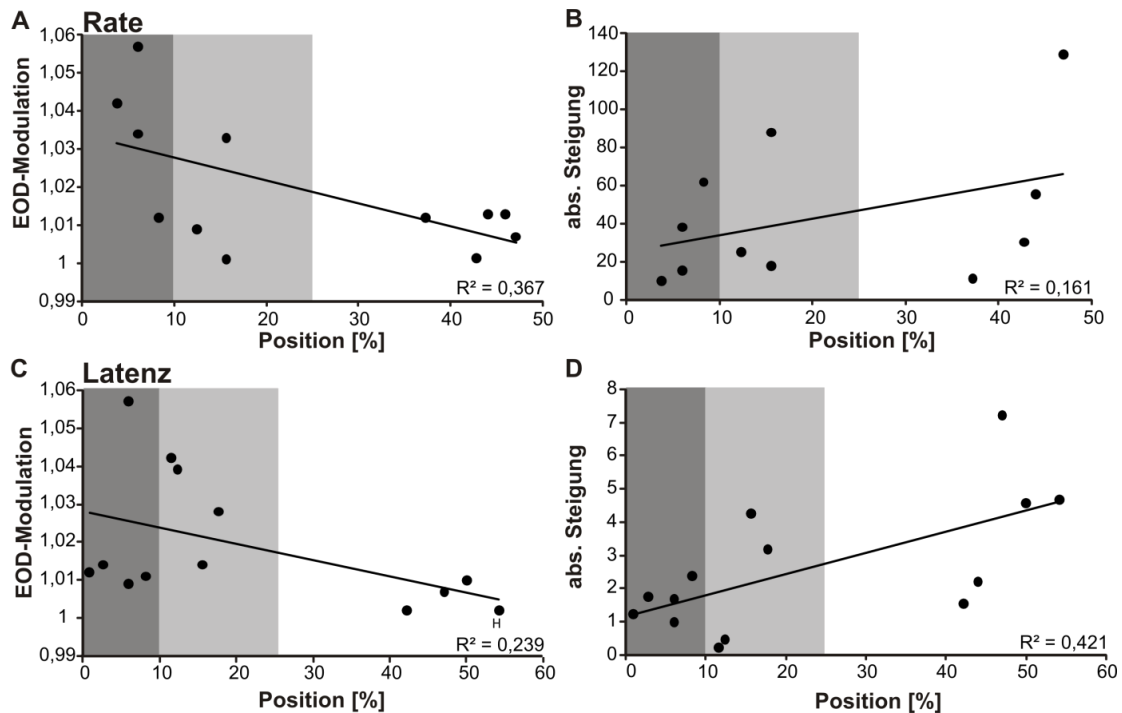 A Rate
1,06
1,05
1,04
1,03
1,02
1,01
1
0,99
EOD-Modulation
0 10 20 30 40 50
Position [%]
R² = 0,367
B
140
120
100
80
60
40
20
0
abs. Steigung
0 10 20 30 40 50
Position [%]
R² = 0,161
C Latenz
1,06
1,05
1,04
1,03
1,02
1,01
1
0,99
EOD-Modulation
0 10 20 30 40 50 60
Position [%]
H
R² = 0,239
D
8
7
6
5
4
3
2
1
0
abs. Steigung
0 10 20 30 40 50 60
Position [%]
R² = 0,421